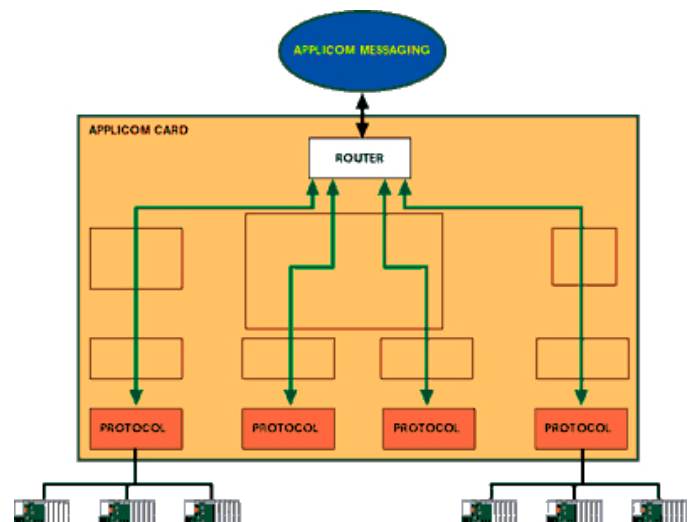 APPLICOM MESSAGING
APPLICOM CARD
ROUTER
PROTOCOL
PROTOCOL
PROTOCOL
PROTOCOL